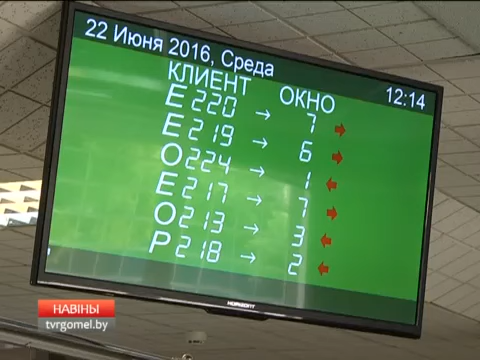 22 Июня 2016, Среда
12:14
КЛИЕНТ ОКНО
Е220 → 7
Е219 → 6
О224 → 1
Е217 → 7
О213 → 3
Р218 → 2
HORIZONT
НАВІНЫ
tvrgomel.by